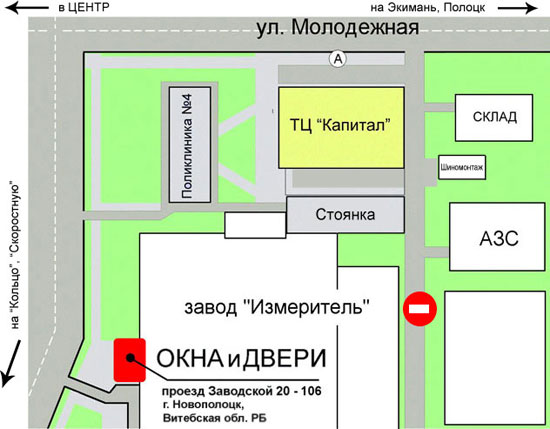 в ЦЕНТР
на Экимань, Полоцк
ул. Молодежная
А
Поликлиника №4
ТЦ "Капитал"
СКЛАД
Шиномонтаж
Стоянка
АЗС
на "Кольцо", "Скоростную"
завод "Измеритель"
ОКНА и ДВЕРИ
проезд Заводской 20 - 106
г. Новополоцк,
Витебская обл. РБ